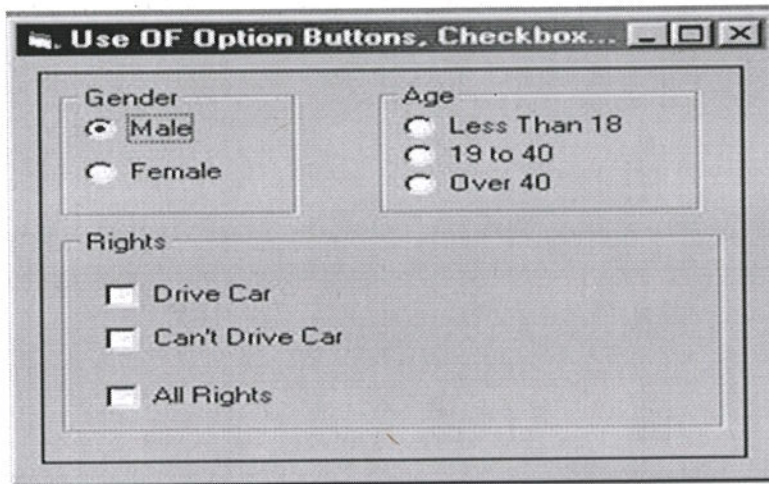 Use OF Option Buttons, Checkbox...
Gender
Male
Female
Age
Less Than 18
19 to 40
Over 40
Rights
Drive Car
Can't Drive Car
All Rights